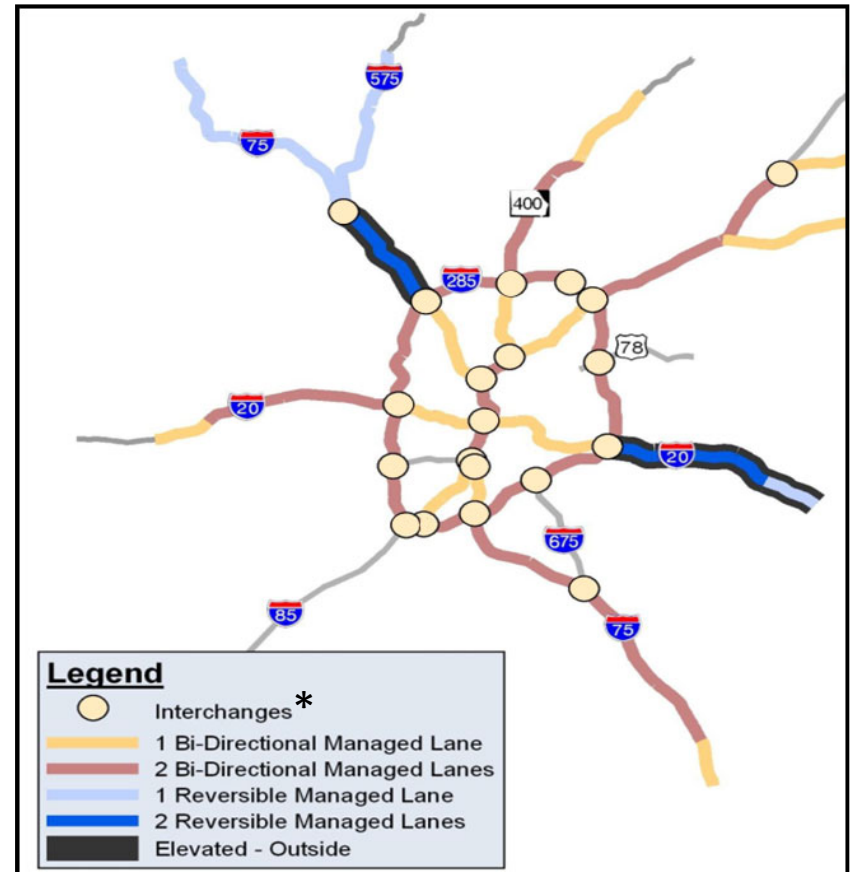 575
75
400
285
78
20
20
675
85
75
Legend
Interchanges*
1 Bi-Directional Managed Lane
2 Bi-Directional Managed Lanes
1 Reversible Managed Lane
2 Reversible Managed Lanes
Elevated - Outside